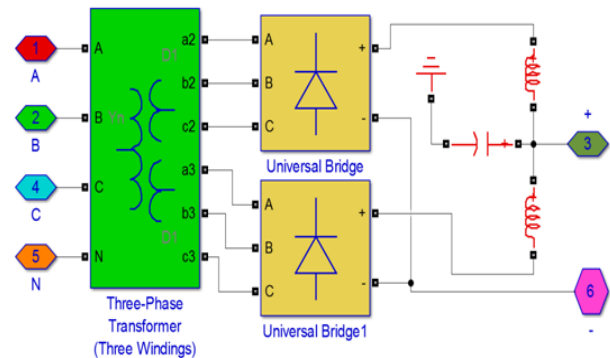 1
A
2
B
4
C
5
N
A
B
C
N
Yn
D1
D1
a2
b2
c2
a3
b3
c3
Three-Phase
Transformer
(Three Windings)
A
B
C
+
-
Universal Bridge
A
B
C
+
-
Universal Bridge1
+
+
3
6
-